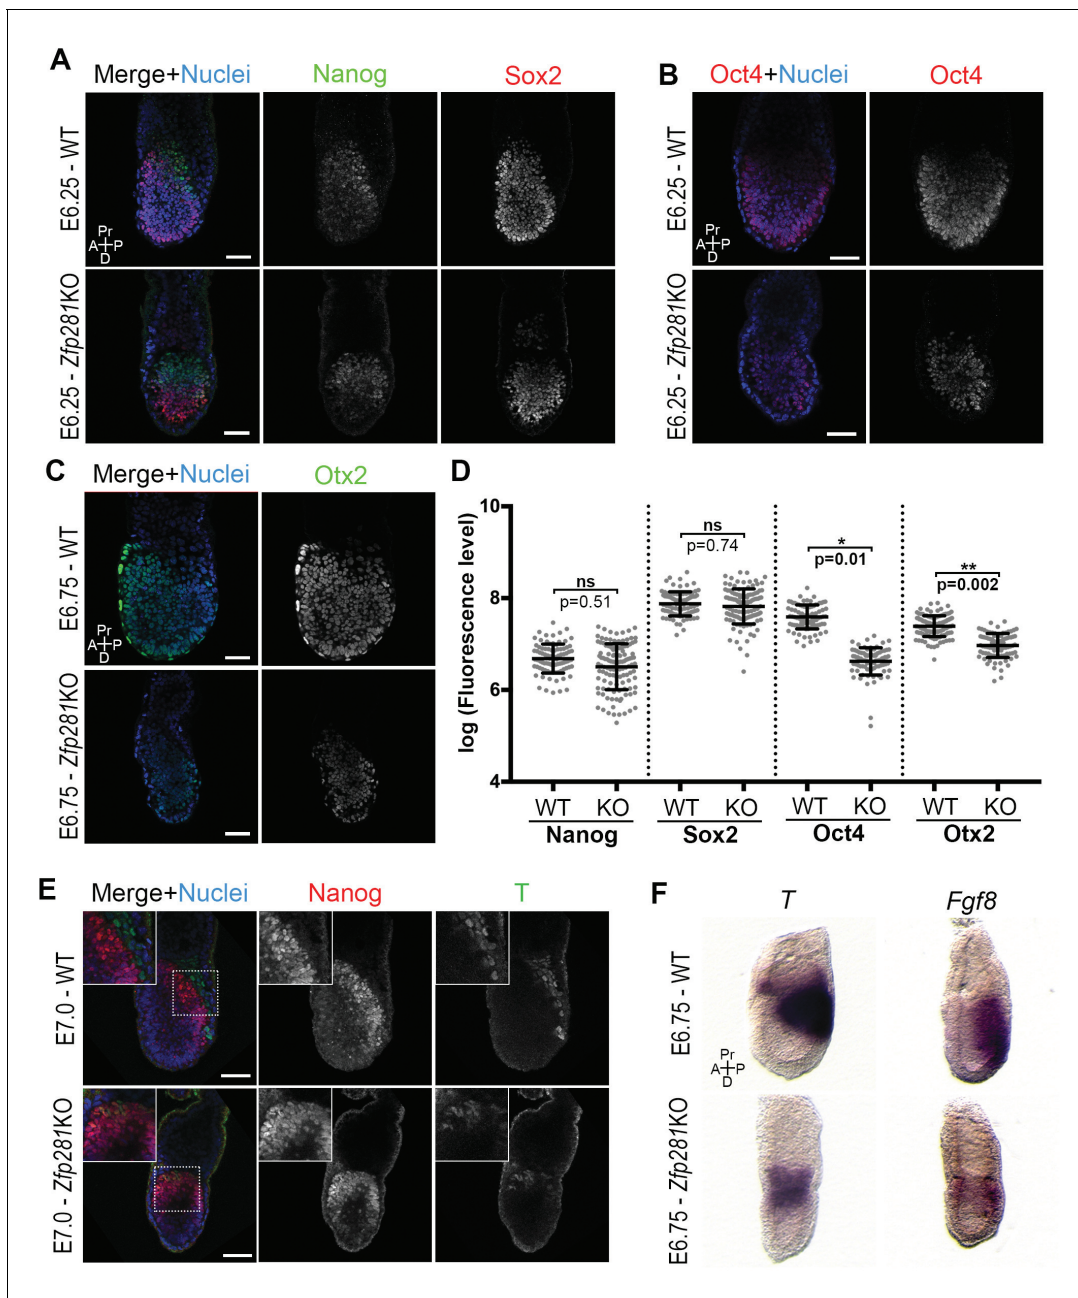 A
Merge+Nuclei
Nanog
Sox2
E6.25 - WT
Pr
A P
D
E6.25 - Zfp281KO
B
Oct4+Nuclei
Oct4
E6.25 - WT
Pr
A P
D
E6.25 - Zfp281KO
C
Merge+Nuclei
Otx2
E6.75 - WT
Pr
A P
D
E6.75 - Zfp281KO
D
log (Fluorescence level)
10
8
6
4
ns
p=0.51
ns
p=0.74
*
p=0.01
**
p=0.002
WT KO WT KO WT KO WT KO
Nanog Sox2 Oct4 Otx2
E
Merge+Nuclei
Nanog
T
E7.0 - WT
E7.0 - Zfp281KO
F
T
Fgf8
E6.75 - WT
Pr
A P
D
E6.75 - Zfp281KO